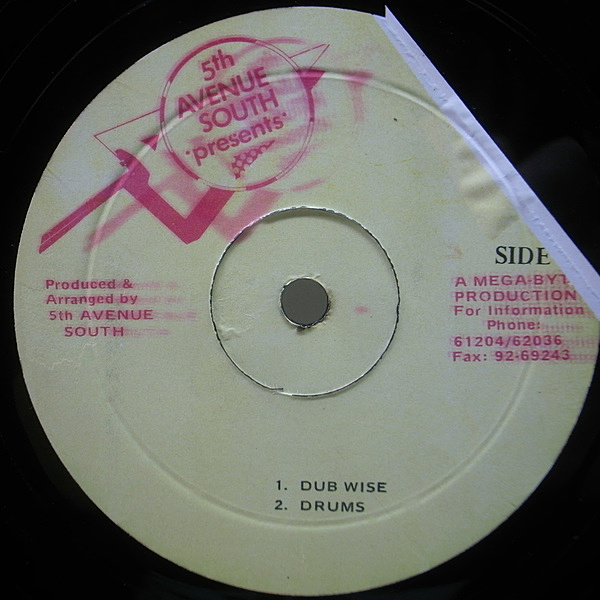 5th
AVENUE
SOUTH
·presents·
SIDE
Produced &
Arranged by
5th AVENUE
SOUTH
A MEGA-BYT
PRODUCTION
For Information
Phone:
61204/62036
Fax: 92-69243
1. DUB WISE
2. DRUMS